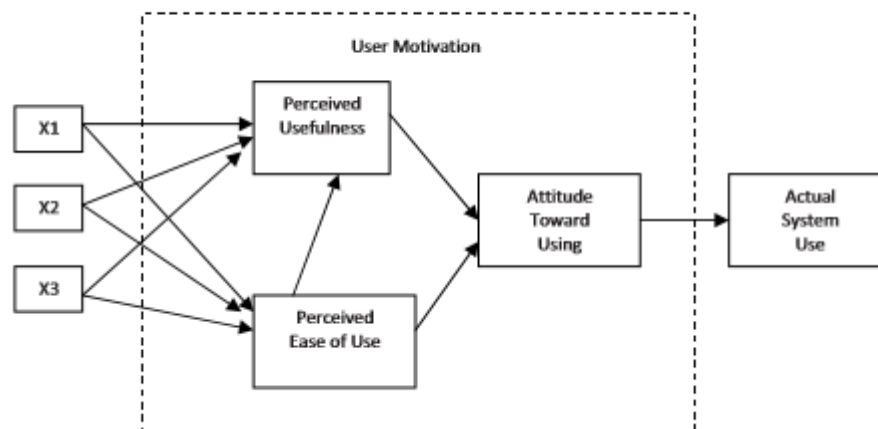 User Motivation
X1
X2
X3
Perceived
Usefulness
Perceived
Ease of Use
Attitude
Toward
Using
Actual
System
Use